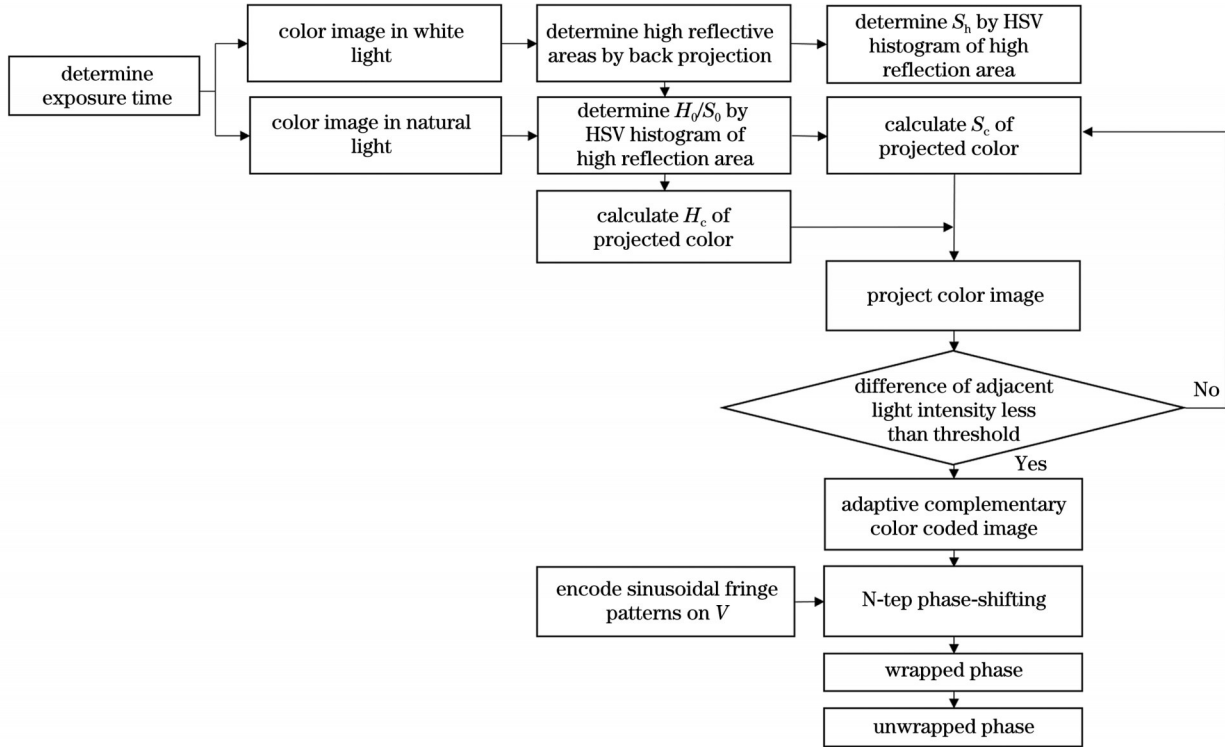 determine
exposure time
color image in white
light
color image in natural
light
determine high reflective
areas by back projection
determine H₀/S₀ by
HSV histogram of
high reflection area
calculate H_c of
projected color
determine S_h by HSV
histogram of high
reflection area
calculate S_c of
projected color
project color image
difference of adjacent
light intensity less
than threshold
No
Yes
adaptive complementary
color coded image
encode sinusoidal fringe
patterns on V
N-tep phase-shifting
wrapped phase
unwrapped phase